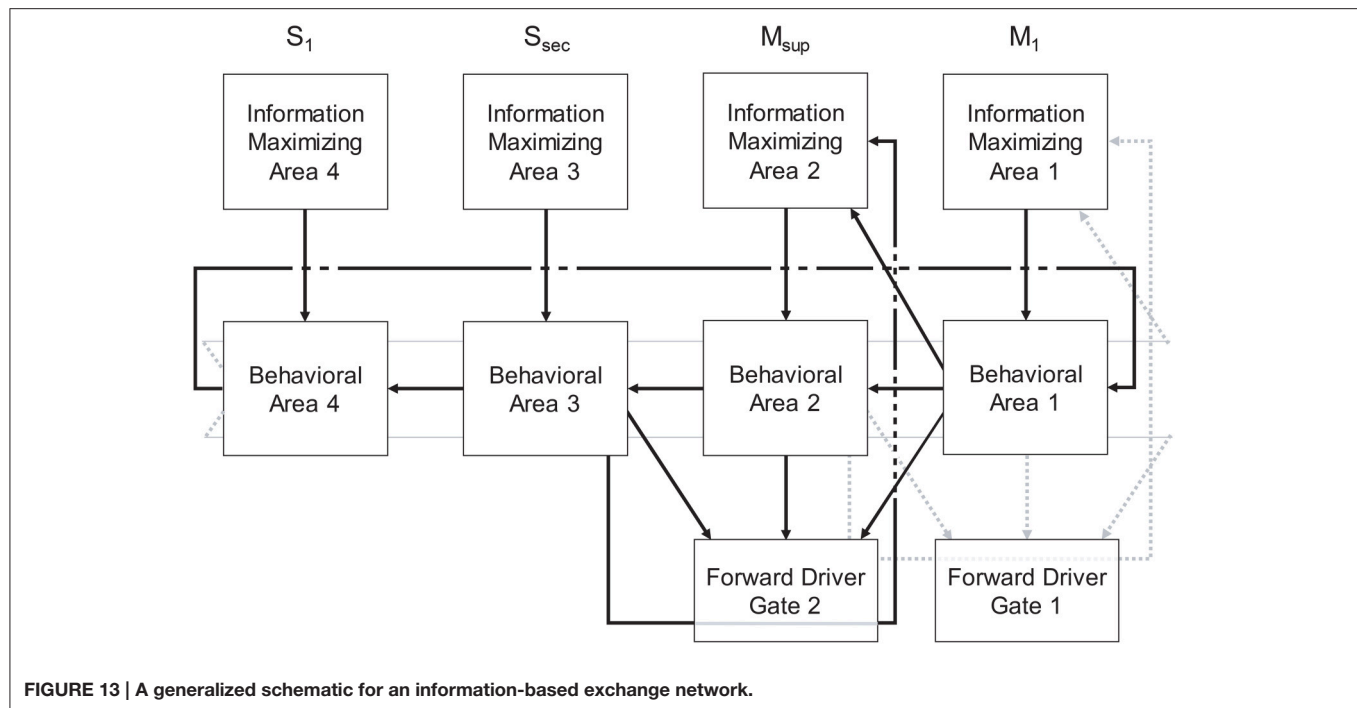 S₁ S_sec M_sup M₁
Information Maximizing Area 4
Information Maximizing Area 3
Information Maximizing Area 2
Information Maximizing Area 1
Behavioral Area 4
Behavioral Area 3
Behavioral Area 2
Behavioral Area 1
Forward Driver Gate 2
Forward Driver Gate 1
FIGURE 13 | A generalized schematic for an information-based exchange network.